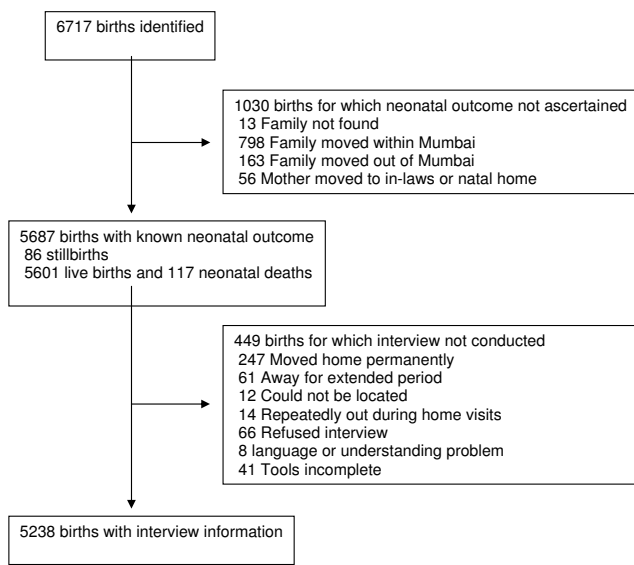 6717 births identified
1030 births for which neonatal outcome not ascertained
13 Family not found
798 Family moved within Mumbai
163 Family moved out of Mumbai
56 Mother moved to in-laws or natal home
5687 births with known neonatal outcome
86 stillbirths
5601 live births and 117 neonatal deaths
449 births for which interview not conducted
247 Moved home permanently
61 Away for extended period
12 Could not be located
14 Repeatedly out during home visits
66 Refused interview
8 language or understanding problem
41 Tools incomplete
5238 births with interview information